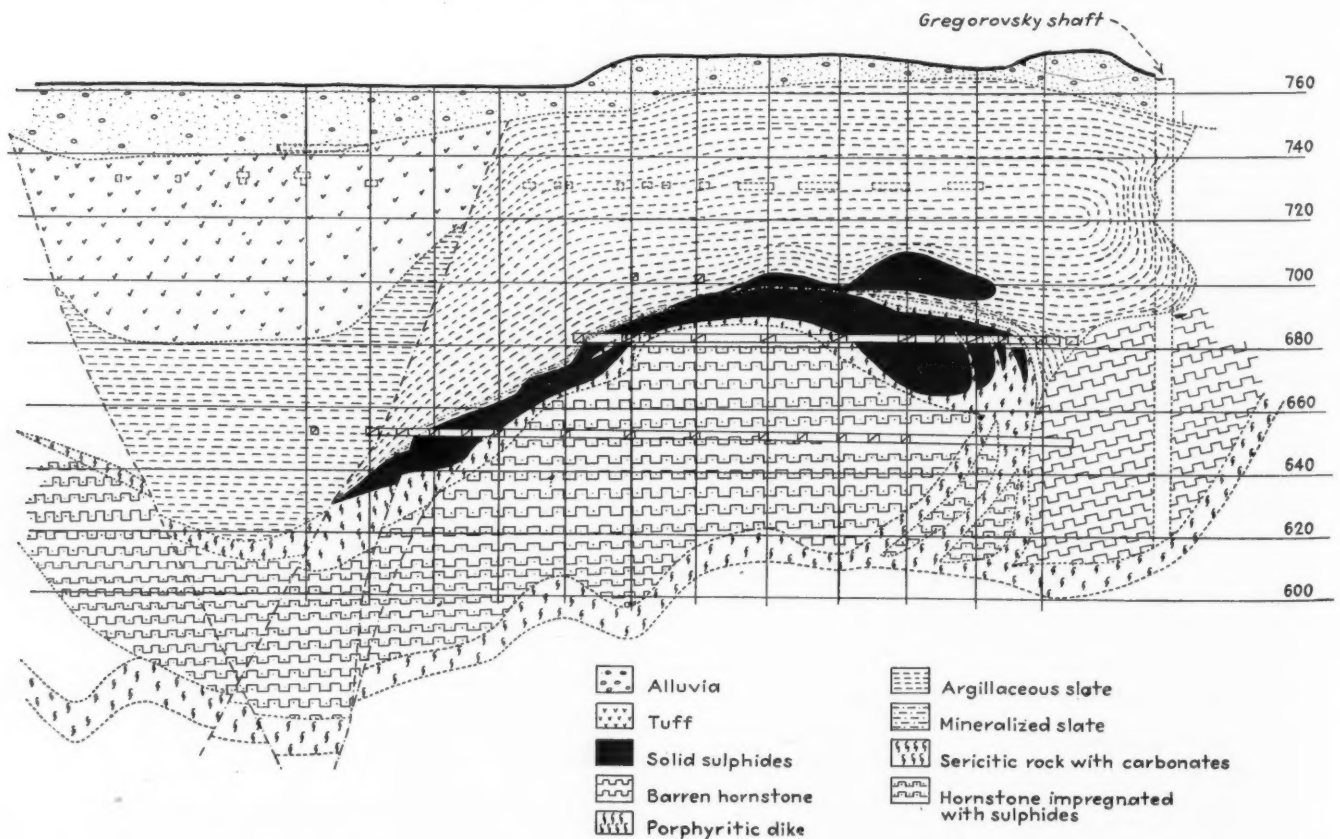 Gregorovsky shaft
760
740
720
700
680
660
640
620
600
Alluvia
Tuff
Solid sulphides
Barren hornstone
Porphyritic dike
Argillaceous slate
Mineralized slate
Sericitic rock with carbonates
Hornstone impregnated
with sulphides